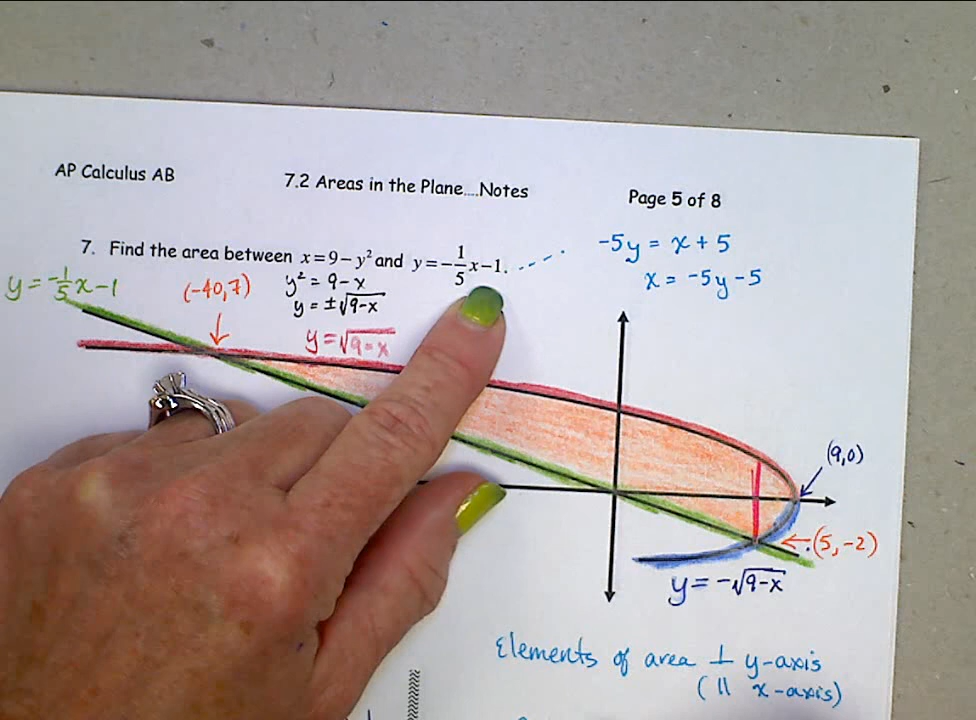 AP Calculus AB
7.2 Areas in the Plane....Notes
Page 5 of 8
7. Find the area between x=9-y² and y=-1/5x-1.
-5y = x + 5
x = -5y - 5
y = -1/5x - 1
(-40,7)
y² = 9-x
y = ±√9-x
y = √9-x
(9,0)
(5,-2)
y = -√9-x
Elements of area ⊥ y-axis
(|| x-axis)